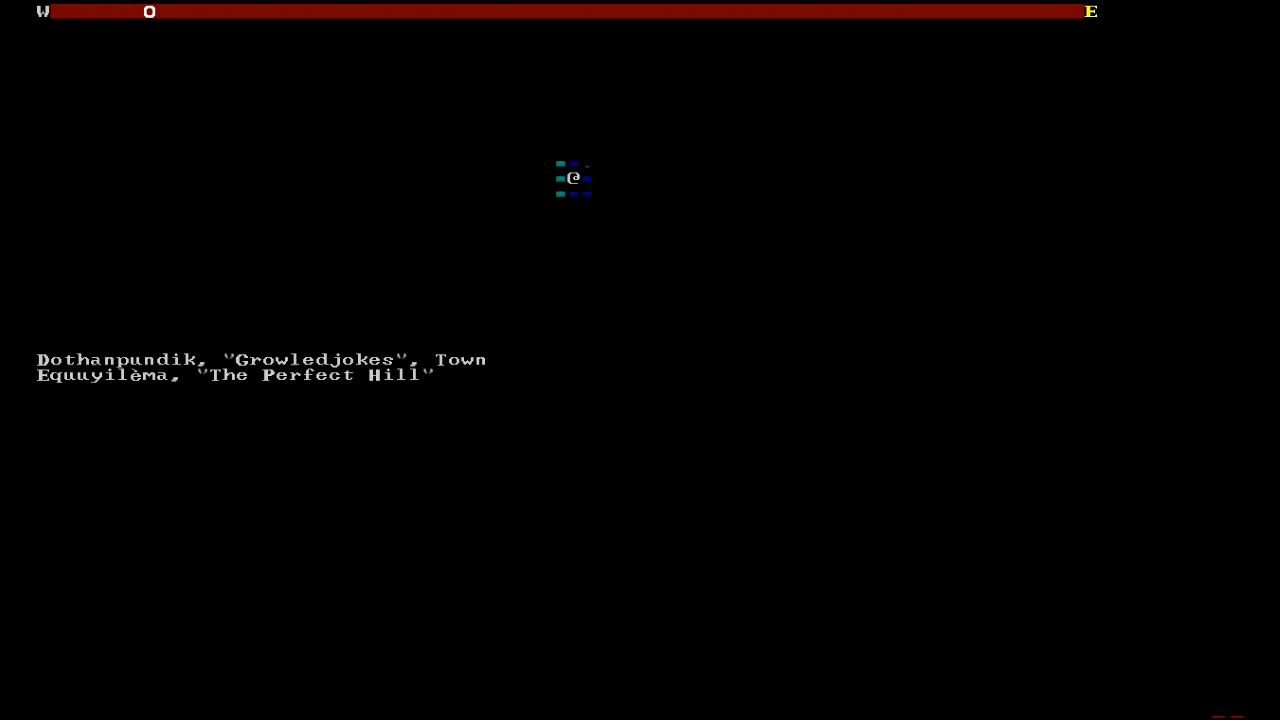 W O E
@
Dothanpundik, "Growledjokes", Town
Equuyilèma, "The Perfect Hill"